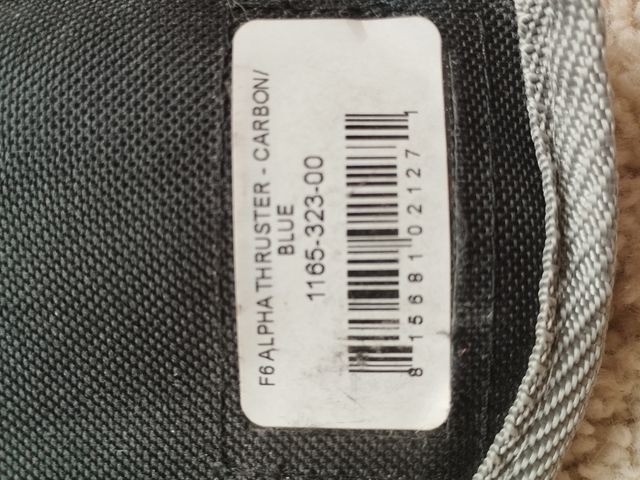 F6 ALPHA THRUSTER - CARBON/
BLUE
1165-323-00
8 15681 02127 1